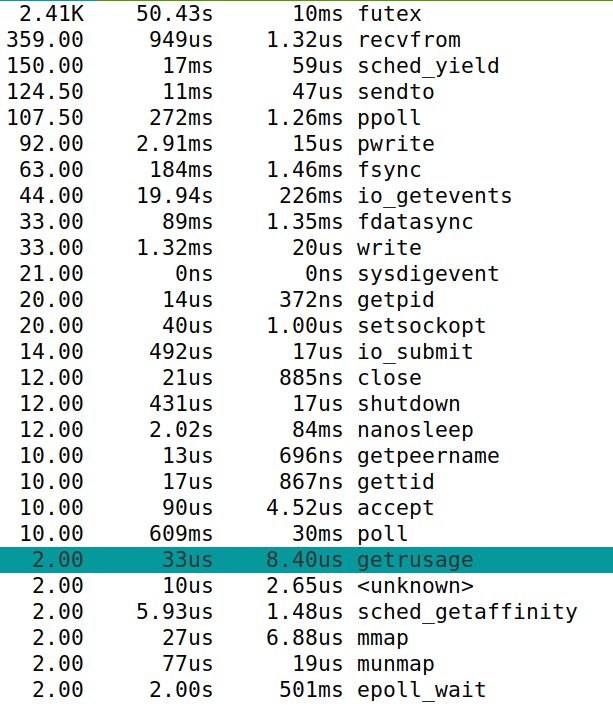 2.41K 50.43s 10ms futex
359.00 949us 1.32us recvfrom
150.00 17ms 59us sched_yield
124.50 11ms 47us sendto
107.50 272ms 1.26ms ppoll
92.00 2.91ms 15us pwrite
63.00 184ms 1.46ms fsync
44.00 19.94s 226ms io_getevents
33.00 89ms 1.35ms fdatasync
33.00 1.32ms 20us write
21.00 0ns 0ns sysdigevent
20.00 14us 372ns getpid
20.00 40us 1.00us setsockopt
14.00 492us 17us io_submit
12.00 21us 885ns close
12.00 431us 17us shutdown
12.00 2.02s 84ms nanosleep
10.00 13us 696ns getpeername
10.00 17us 867ns gettid
10.00 90us 4.52us accept
10.00 609ms 30ms poll
2.00 33us 8.40us getrusage
2.00 10us 2.65us <unknown>
2.00 5.93us 1.48us sched_getaffinity
2.00 27us 6.88us mmap
2.00 77us 19us munmap
2.00 2.00s 501ms epoll_wait